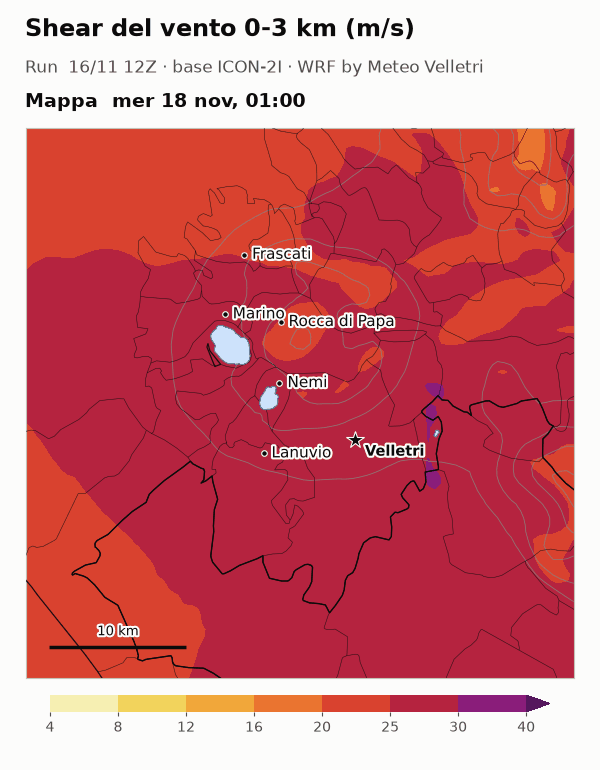 Shear del vento 0-3 km (m/s)
Run  16/11 12Z · base ICON-2I · WRF by Meteo Velletri
Mappa  mer 18 nov, 01:00
Frascati
Marino
Rocca di Papa
Nemi
Velletri
Lanuvio
10 km
4 8 12 16 20 25 30 40